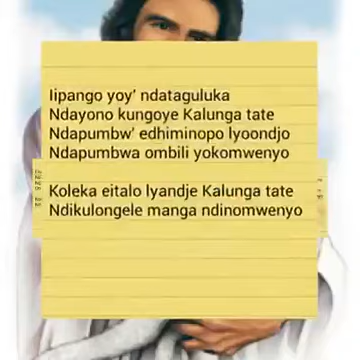 Iipango yoy' ndataguluka
Ndayono kungoye Kalunga tate
Ndapumbw' edhiminopo lyoondjo
Ndapumbwa ombili yokomwenyo
Koleka eitalo lyandje Kalunga tate
Ndikulongele manga ndinomwenyo